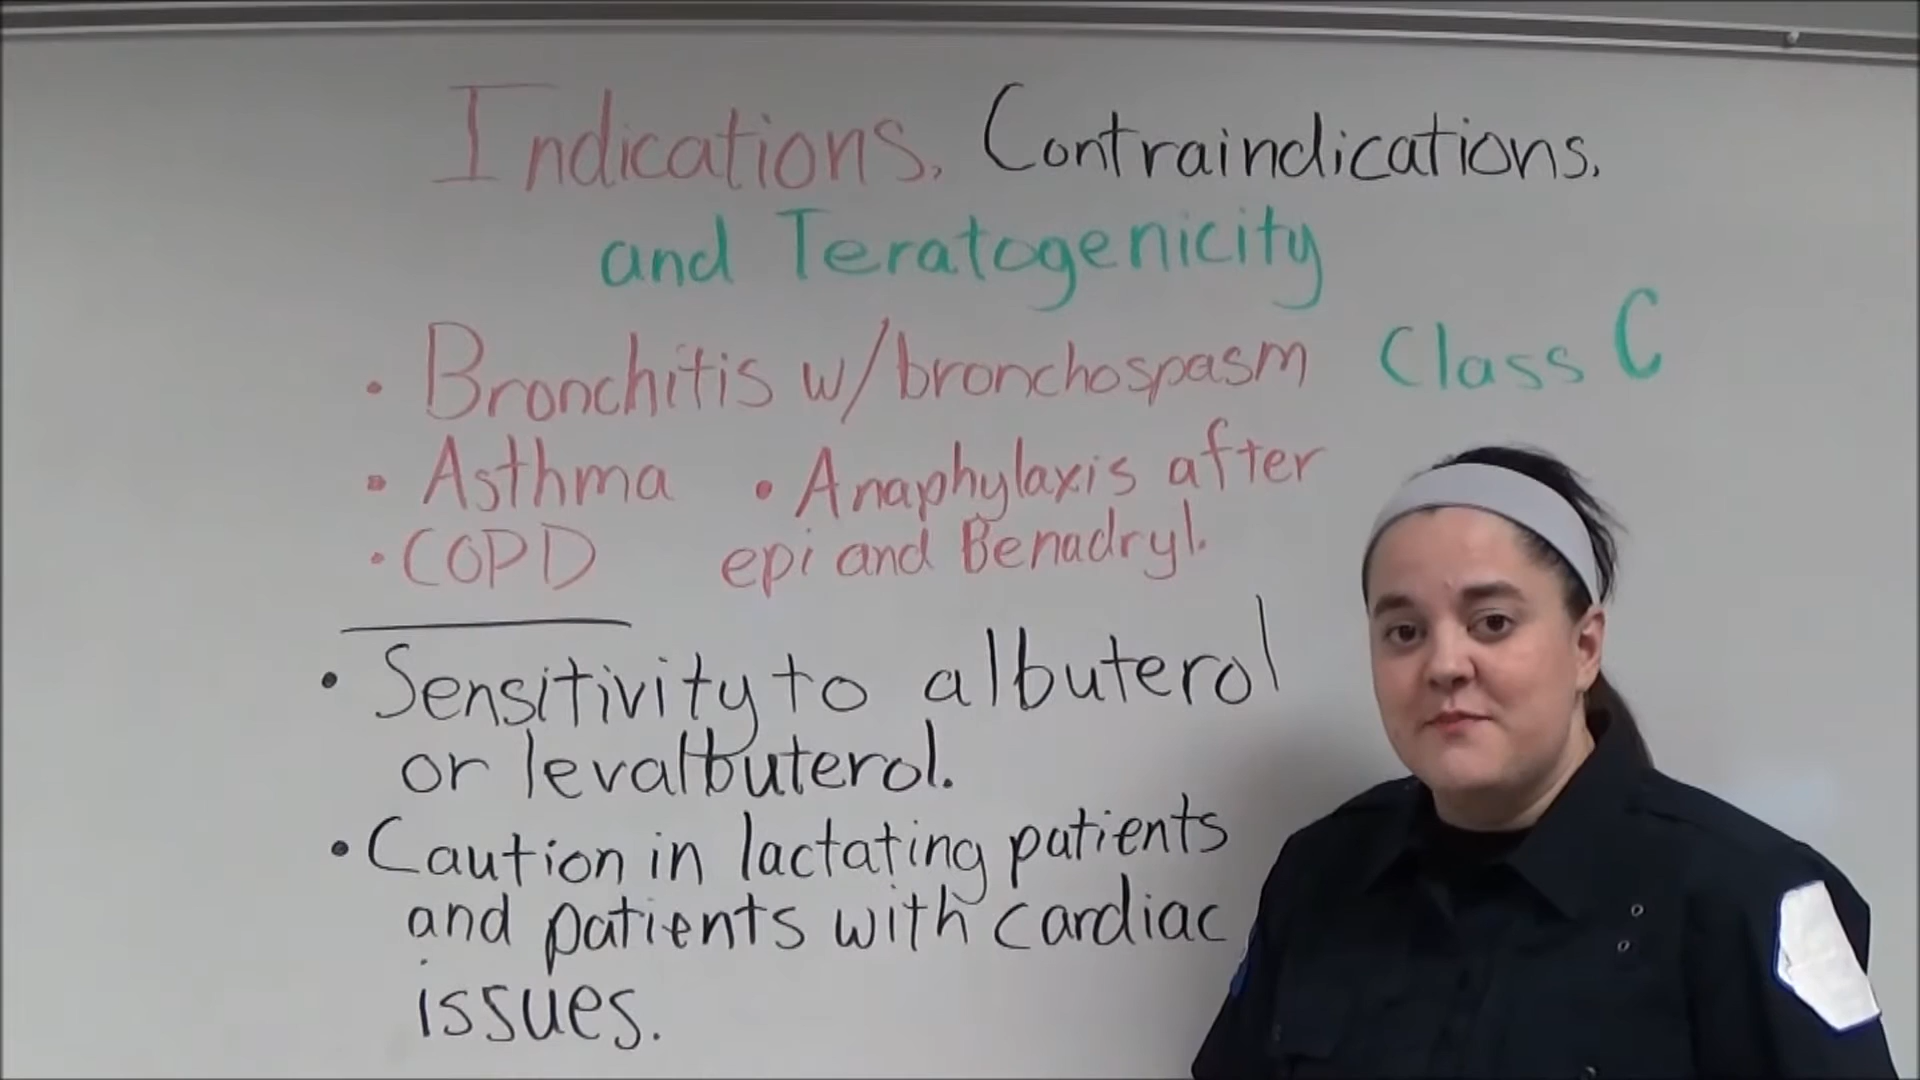 Indications, Contraindications,
and Teratogenicity
• Bronchitis w/bronchospasm Class C
• Asthma • Anaphylaxis after
• COPD epi and Benadryl.
• Sensitivity to albuterol
or levalbuterol.
• Caution in lactating patients
and patients with cardiac
issues.